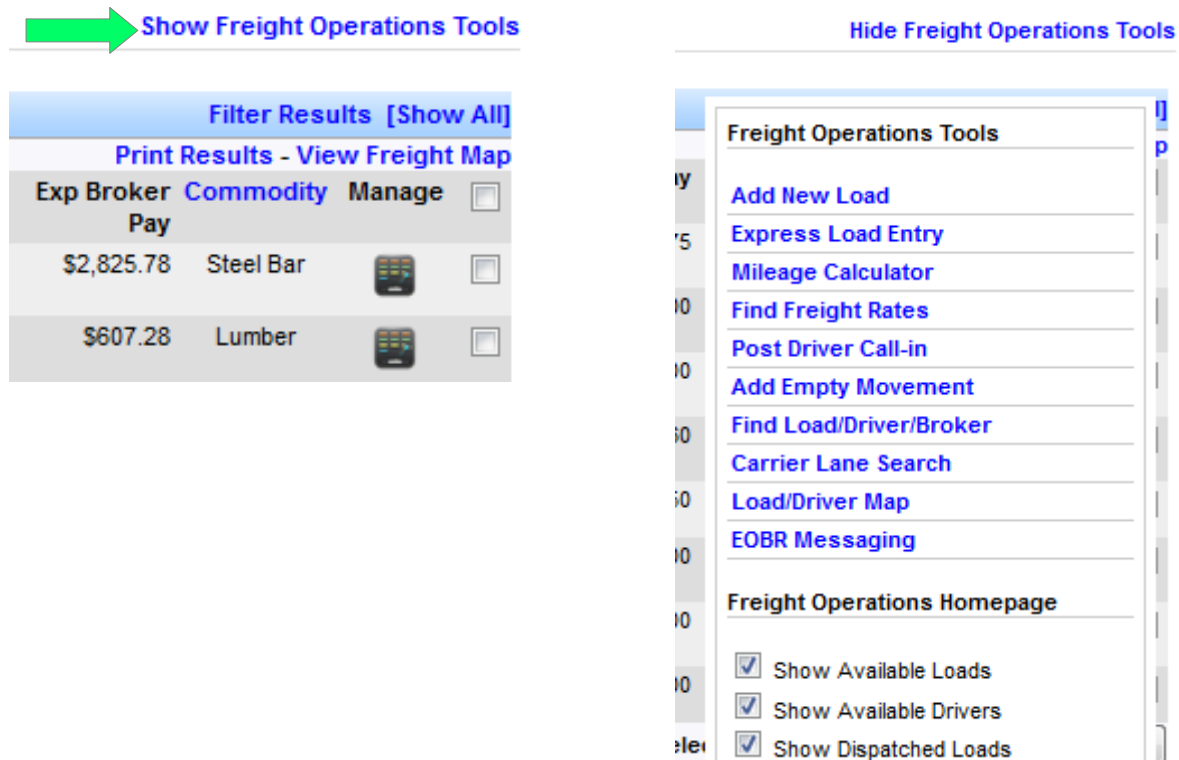 Show Freight Operations Tools
Filter Results [Show All]
Print Results - View Freight Map
Exp Broker Commodity Manage
Pay
$2,825.78 Steel Bar
$607.28 Lumber
Hide Freight Operations Tools
Freight Operations Tools
Add New Load
Express Load Entry
Mileage Calculator
Find Freight Rates
Post Driver Call-in
Add Empty Movement
Find Load/Driver/Broker
Carrier Lane Search
Load/Driver Map
EOBR Messaging
Freight Operations Homepage
Show Available Loads
Show Available Drivers
Show Dispatched Loads